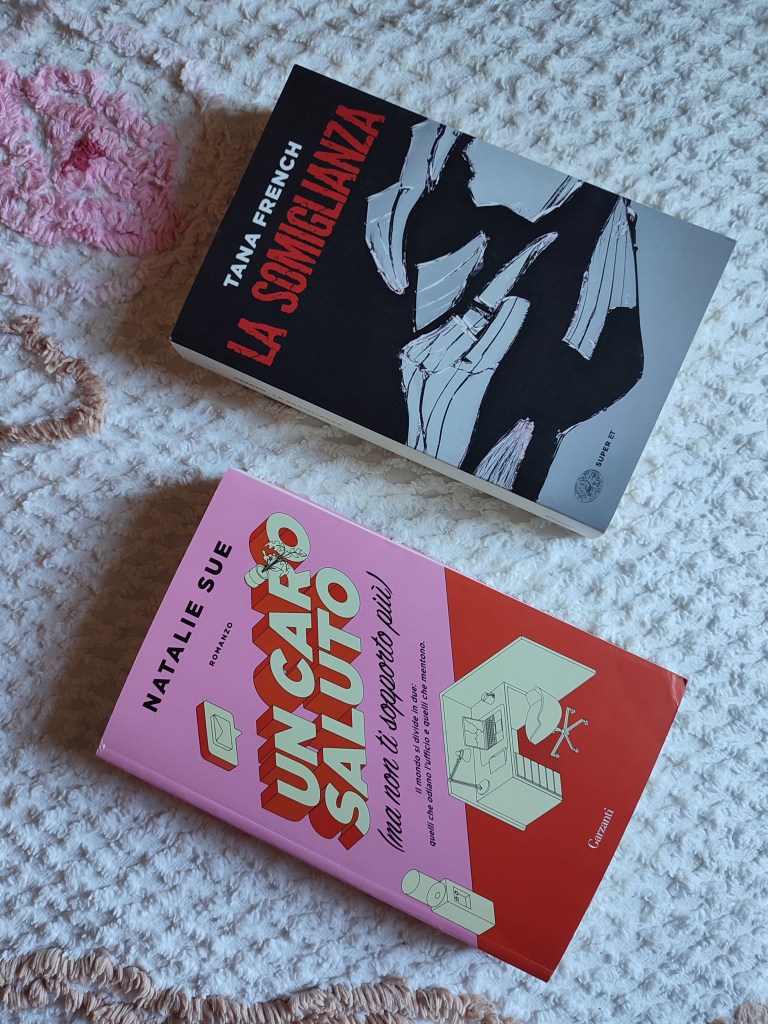 TANA FRENCH
LA SOMIGLIANZA
SUPER ET
NATALIE SUE
ROMANZO
UN CARO
SALUTO
(ma non ti sopporto più)
Il mondo si divide in due:
quelli che odiano l'ufficio e quelli che mentono.
Garzanti